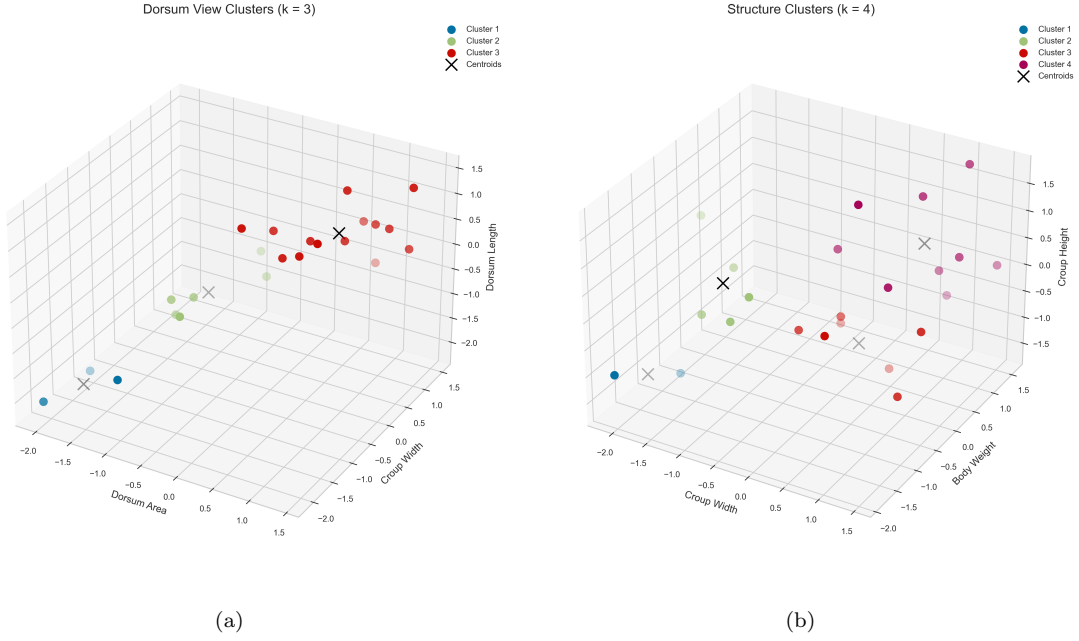 Dorsum View Clusters (k = 3)
Cluster 1
Cluster 2
Cluster 3
Centroids
1.5
1.0
0.5
0.0
−0.5
−1.0
−1.5
−2.0
Dorsum Length
1.5
1.0
0.5
0.0
−0.5
−1.0
−1.5
−2.0
Croup Width
−2.0
−1.5
−1.0
−0.5
0.0
0.5
1.0
1.5
Dorsum Area
(a)
Structure Clusters (k = 4)
Cluster 1
Cluster 2
Cluster 3
Cluster 4
Centroids
1.5
1.0
0.5
0.0
−0.5
−1.0
−1.5
Croup Height
1.5
1.0
0.5
0.0
−0.5
−1.0
−1.5
−2.0
Body Weight
−2.0
−1.5
−1.0
−0.5
0.0
0.5
1.0
1.5
Croup Width
(b)